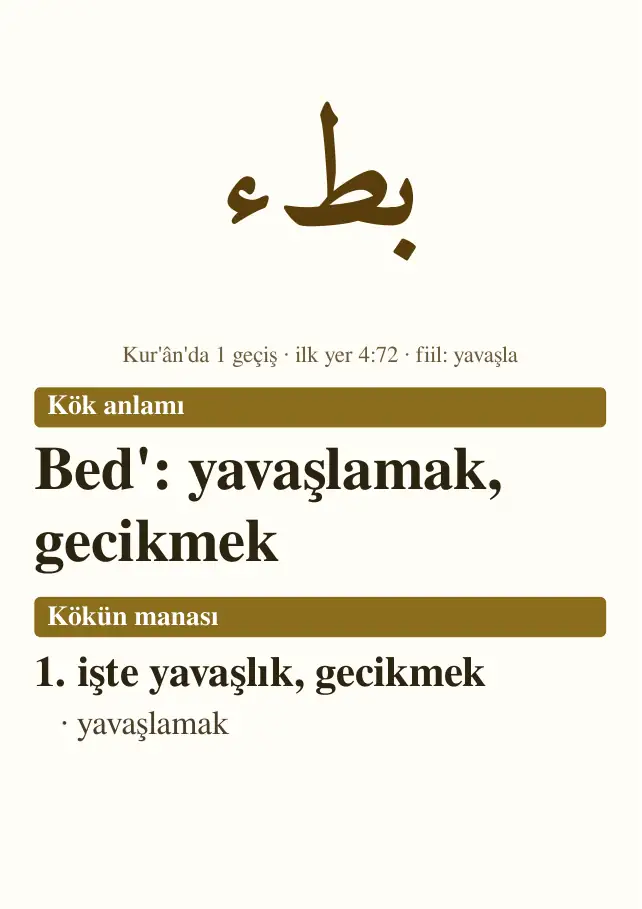 بطء
Kur'ân'da 1 geçiş · ilk yer 4:72 · fiil: yavaşla
Kök anlamı
Bed': yavaşlamak,
gecikmek
Kökün manası
1. işte yavaşlık, gecikmek
· yavaşlamak